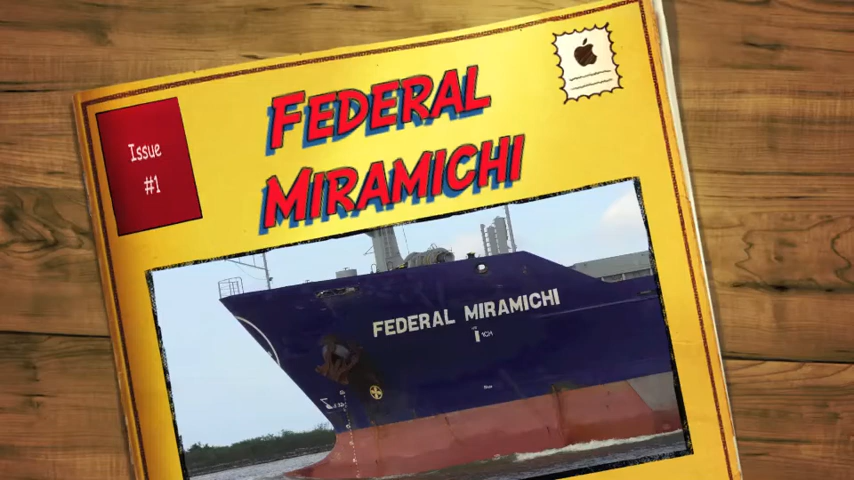 Issue
#1
FEDERAL
MIRAMICHI
FEDERAL MIRAMICHI